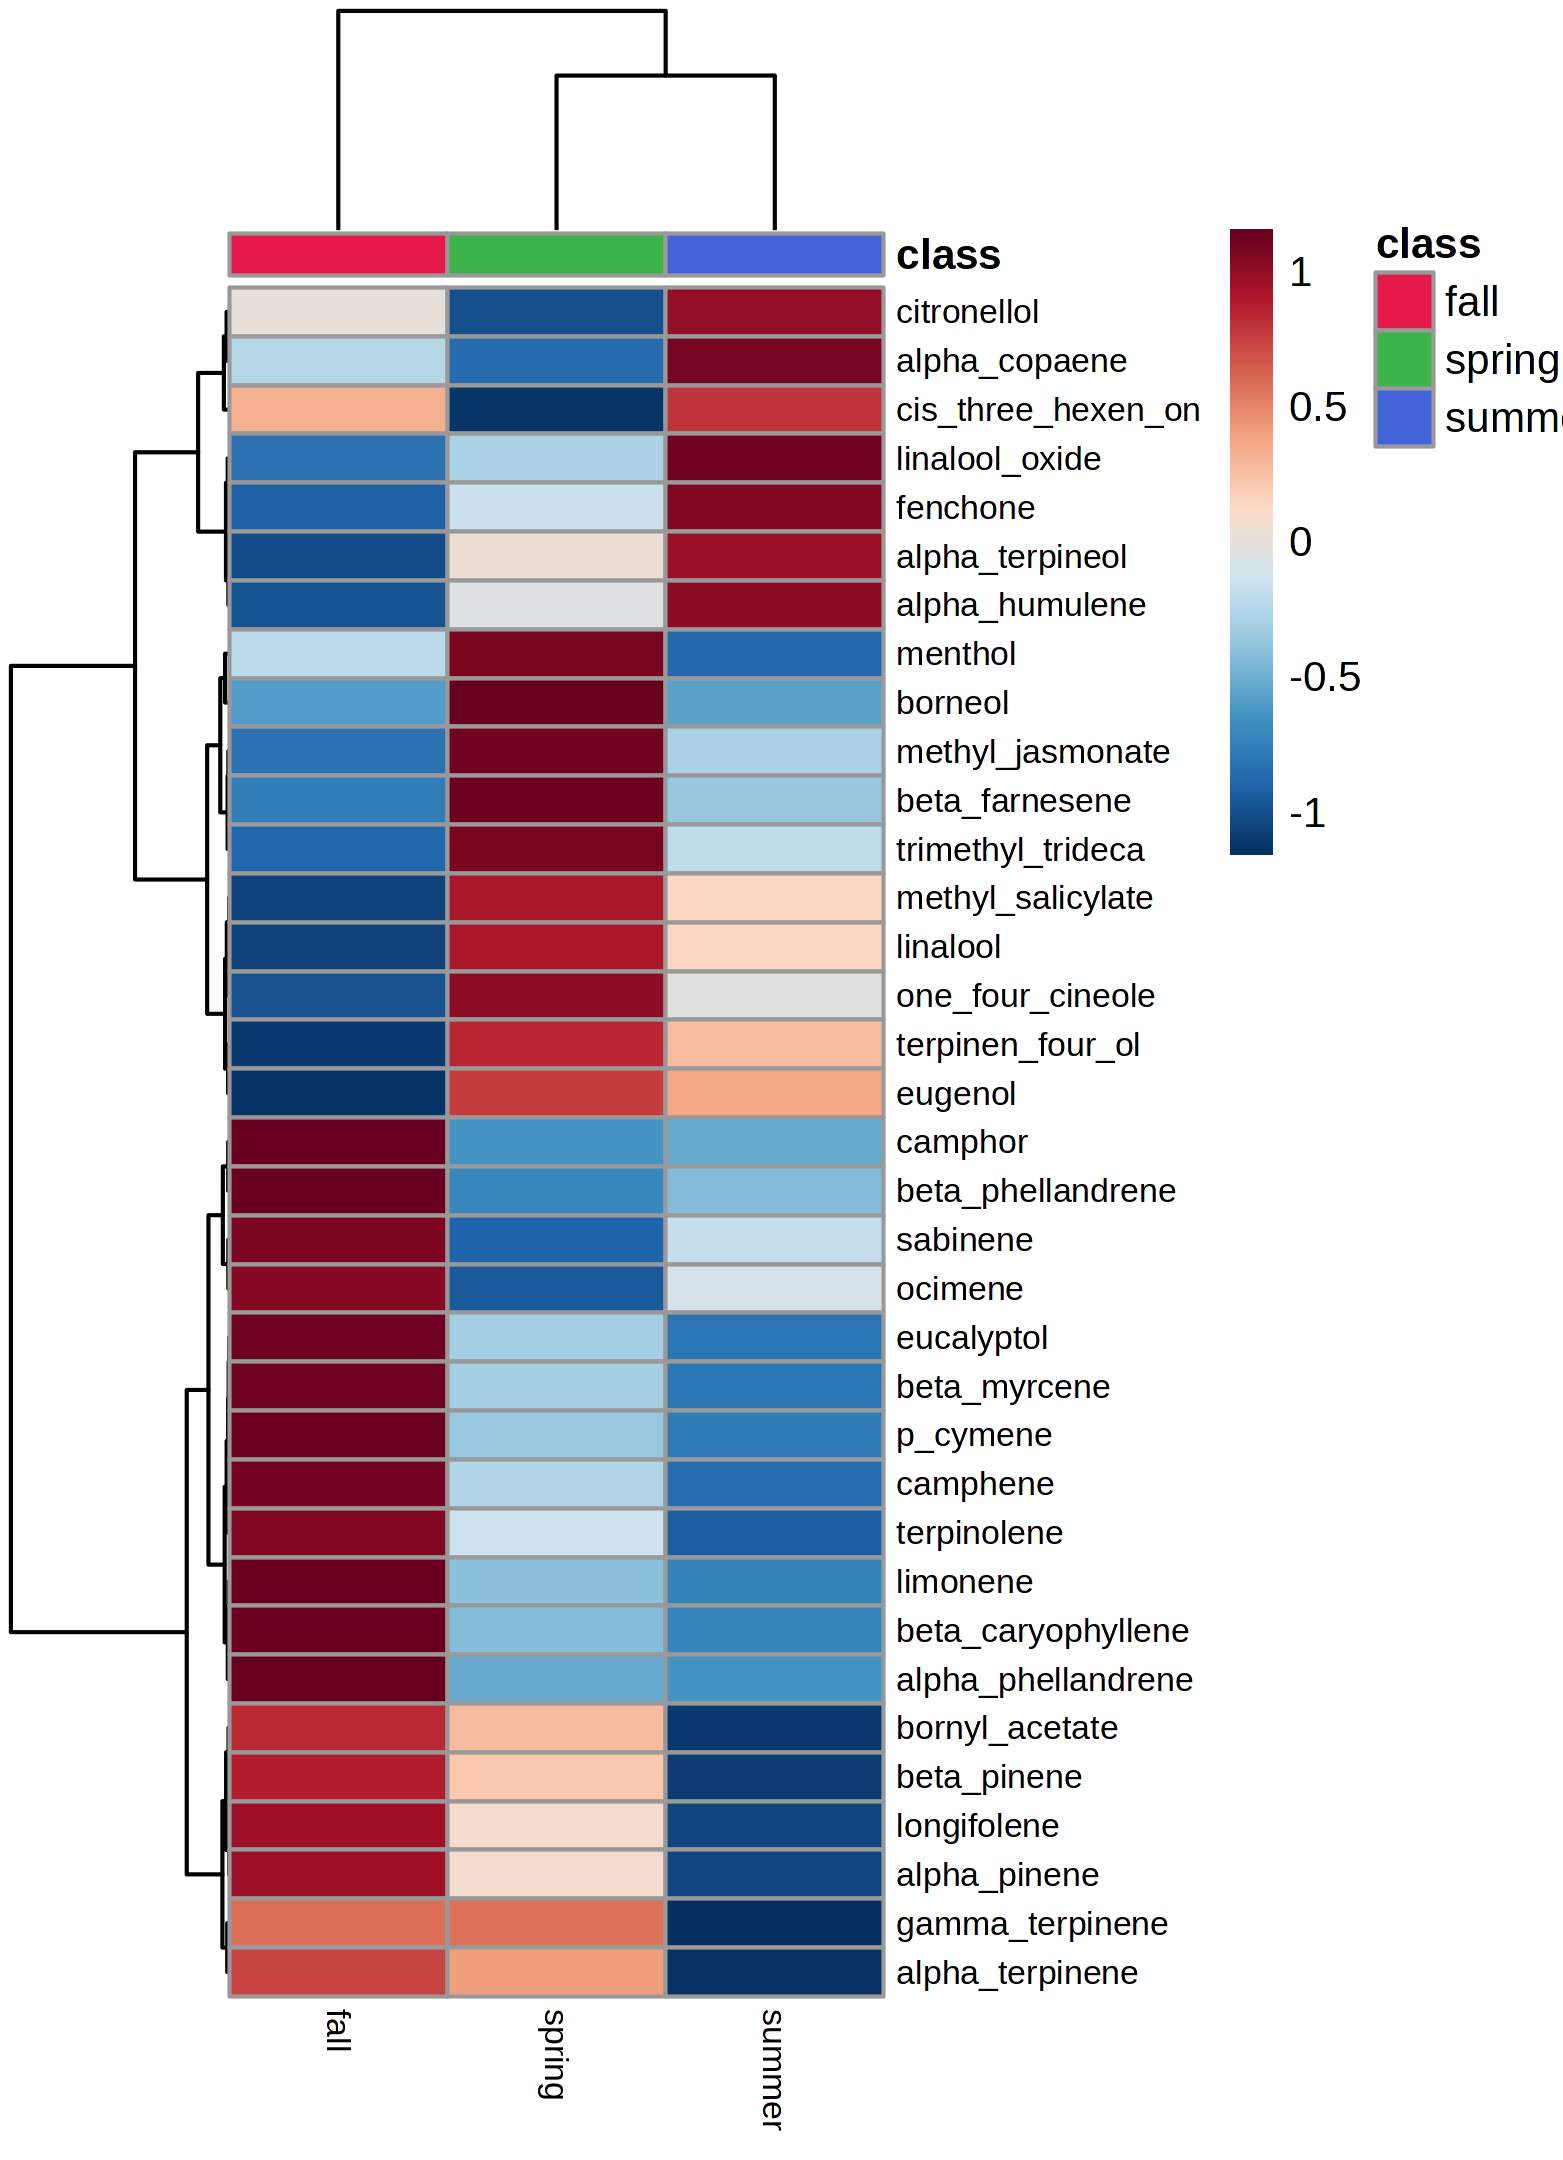 class
citronellol
alpha_copaene
cis_three_hexen_on
linalool_oxide
fenchone
alpha_terpineol
alpha_humulene
menthol
borneol
methyl_jasmonate
beta_farnesene
trimethyl_trideca
methyl_salicylate
linalool
one_four_cineole
terpinen_four_ol
eugenol
camphor
beta_phellandrene
sabinene
ocimene
eucalyptol
beta_myrcene
p_cymene
camphene
terpinolene
limonene
beta_caryophyllene
alpha_phellandrene
bornyl_acetate
beta_pinene
longifolene
alpha_pinene
gamma_terpinene
alpha_terpinene
fall
spring
summer
1
0.5
0
-0.5
-1
class
fall
spring
summ